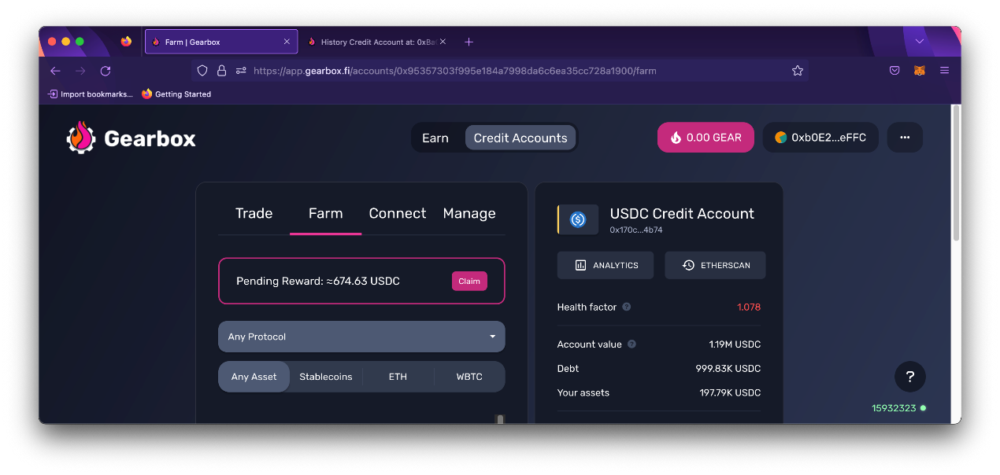 Farm | Gearbox
History Credit Account at: 0xBa
https://app.gearbox.fi/accounts/0x95357303f995e184a7998da6c6ea35cc728a1900/farm
Import bookmarks...
Getting Started
Gearbox
Earn
Credit Accounts
0.00 GEAR
0xb0E2...eFFC
Trade
Farm
Connect
Manage
USDC Credit Account
0x170c...4b74
Pending Reward: ≈674.63 USDC
Claim
ANALYTICS
ETHERSCAN
Any Protocol
Any Asset
Stablecoins
ETH
WBTC
Health factor ?
1.078
Account value ?
1.19M USDC
Debt
999.83K USDC
Your assets
197.79K USDC
?
15932323